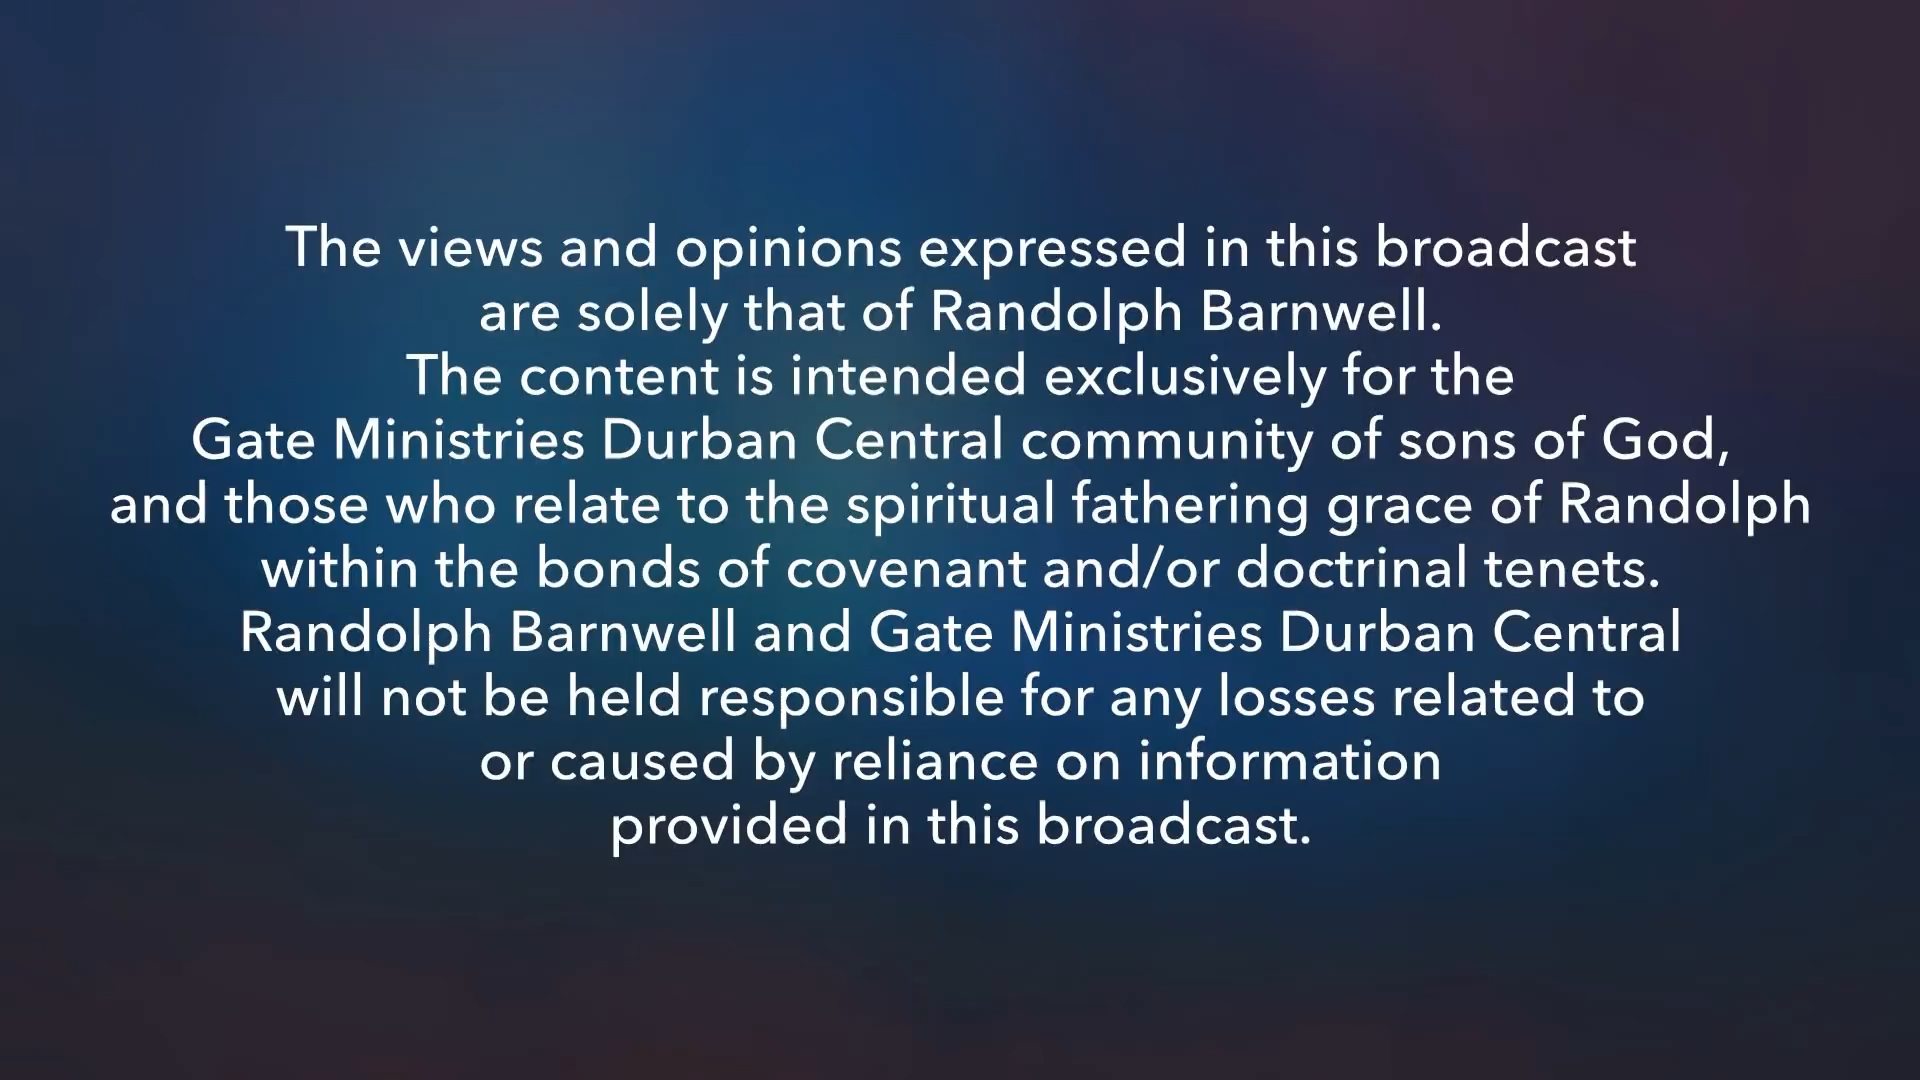 The views and opinions expressed in this broadcast
are solely that of Randolph Barnwell.
The content is intended exclusively for the
Gate Ministries Durban Central community of sons of God,
and those who relate to the spiritual fathering grace of Randolph
within the bonds of covenant and/or doctrinal tenets.
Randolph Barnwell and Gate Ministries Durban Central
will not be held responsible for any losses related to
or caused by reliance on information
provided in this broadcast.